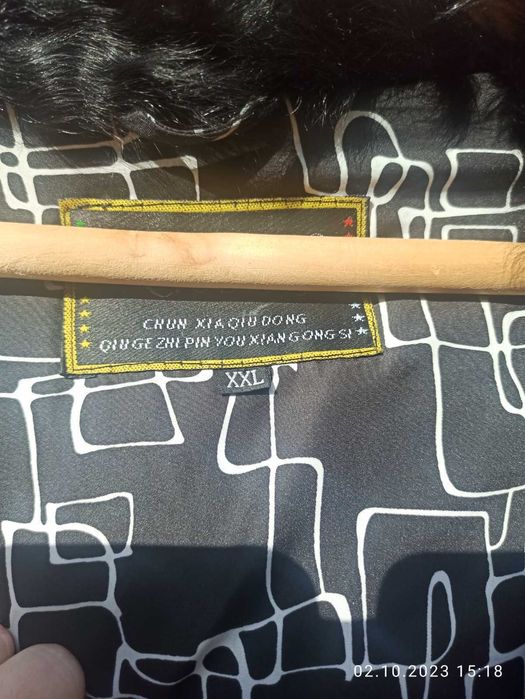 CHUN XIA QIU DONG
QIU GE ZHI PIN YOU XIAN GONG SI
XXL
02.10.2023 15:18